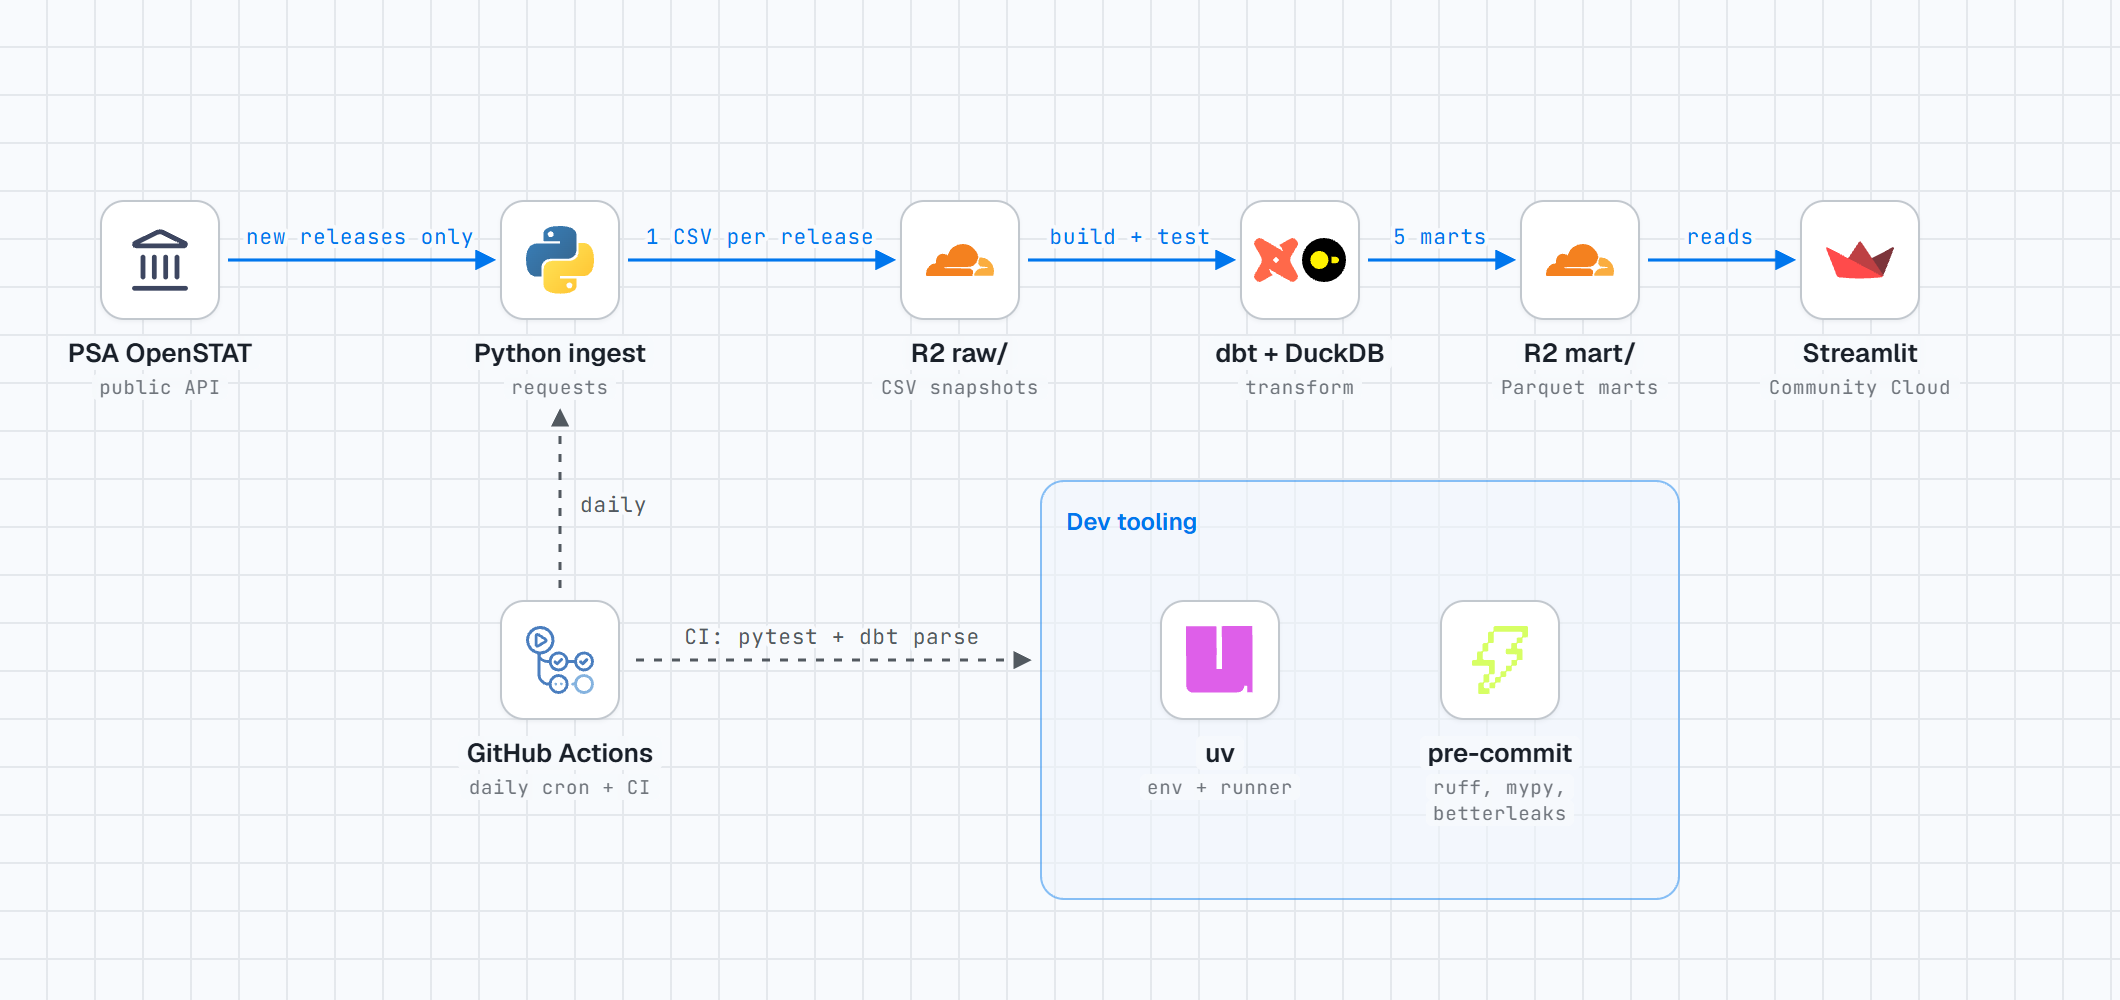 new releases only
1 CSV per release
build + test
5 marts
reads
PSA OpenSTAT
public API
Python ingest
requests
R2 raw/
CSV snapshots
dbt + DuckDB
transform
R2 mart/
Parquet marts
Streamlit
Community Cloud
daily
Dev tooling
CI: pytest + dbt parse
GitHub Actions
daily cron + CI
uv
env + runner
pre-commit
ruff, mypy,
betterleaks